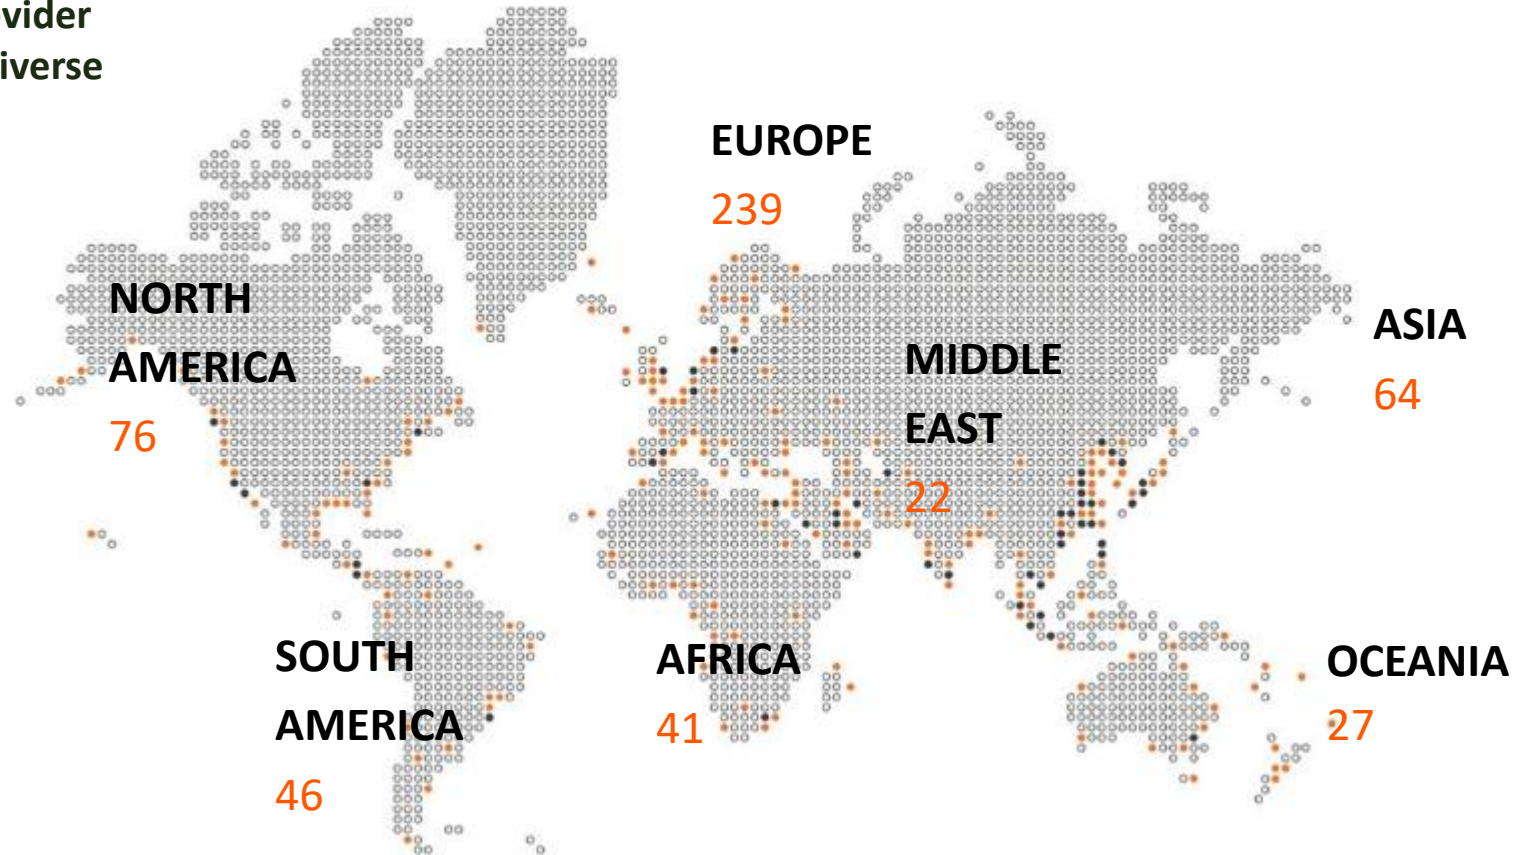 vider
iverse
EUROPE
239
NORTH
AMERICA
76
MIDDLE
EAST
22
ASIA
64
SOUTH
AMERICA
46
AFRICA
41
OCEANIA
27